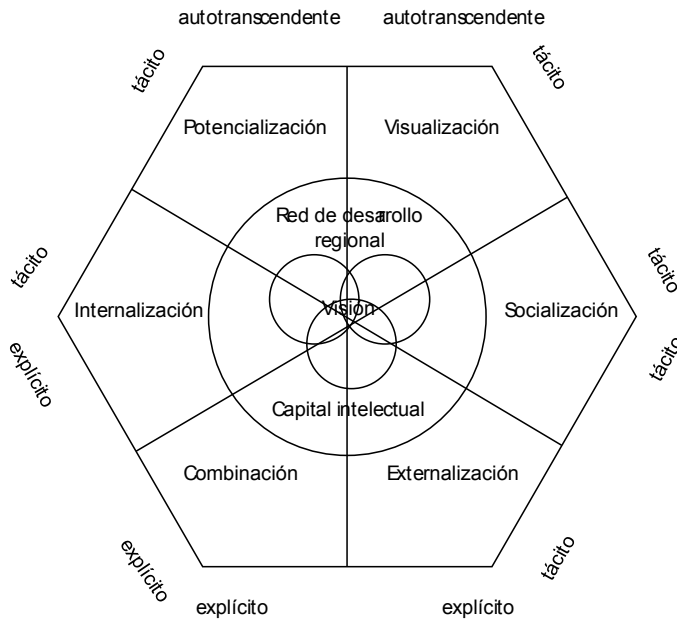 autotranscendente
autotranscendente
tácito
tácito
Potencialización
Visualización
Red de desarrollo
regional
tácito
tácito
Internalización
Visión
Socialización
explícito
tácito
Capital intelectual
Combinación
Externalización
explícito
tácito
explícito
explícito